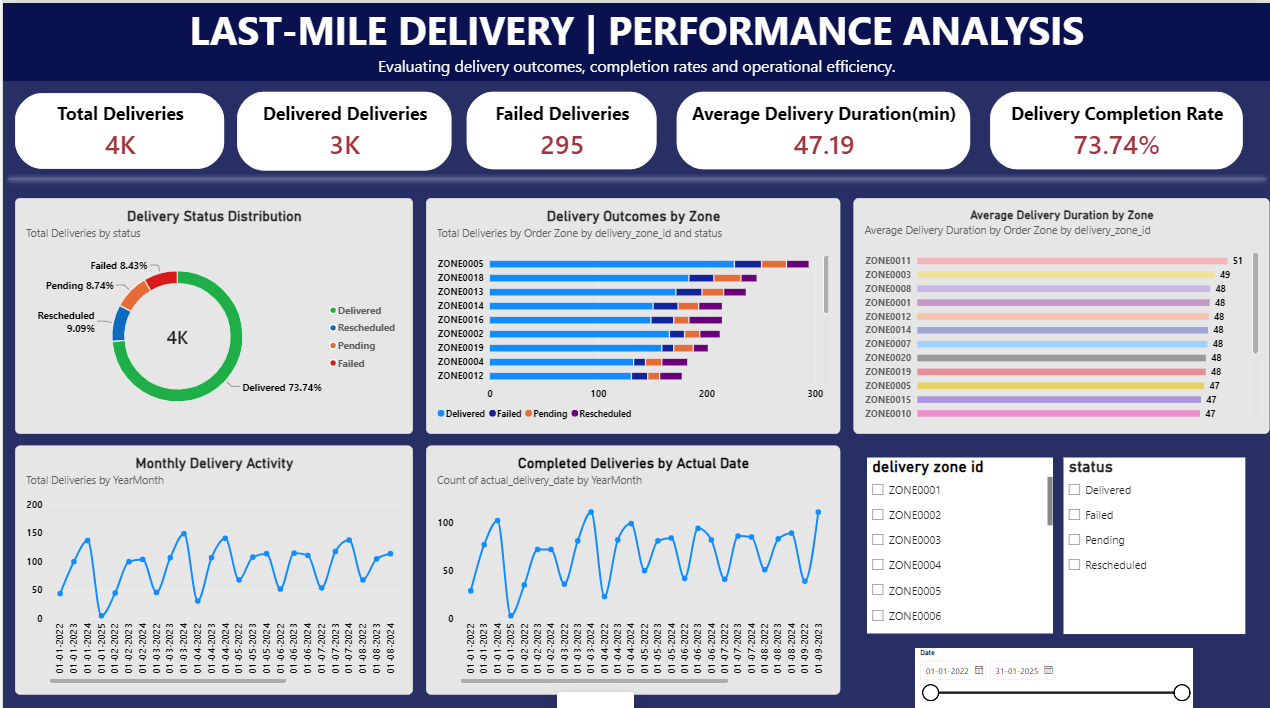 LAST-MILE DELIVERY | PERFORMANCE ANALYSIS
Evaluating delivery outcomes, completion rates and operational efficiency.
Total Deliveries
4K
Delivered Deliveries
3K
Failed Deliveries
295
Average Delivery Duration(min)
47.19
Delivery Completion Rate
73.74%
Delivery Status Distribution
Total Deliveries by status
Failed 8.43%
Pending 8.74%
Rescheduled
9.09%
4K
Delivered 73.74%
Delivered
Rescheduled
Pending
Failed
Delivery Outcomes by Zone
Total Deliveries by Order Zone by delivery_zone_id and status
ZONE0005
ZONE0018
ZONE0013
ZONE0014
ZONE0016
ZONE0002
ZONE0019
ZONE0004
ZONE0012
0 100 200 300
Delivered Failed Pending Rescheduled
Average Delivery Duration by Zone
Average Delivery Duration by Order Zone by delivery_zone_id
ZONE0011 51
ZONE0003 49
ZONE0008 48
ZONE0001 48
ZONE0012 48
ZONE0014 48
ZONE0007 48
ZONE0020 48
ZONE0019 48
ZONE0005 47
ZONE0015 47
ZONE0010 47
Monthly Delivery Activity
Total Deliveries by YearMonth
200
150
100
50
0
01-01-2022
01-01-2023
01-01-2024
01-01-2025
01-02-2022
01-02-2023
01-02-2024
01-03-2022
01-03-2023
01-03-2024
01-04-2022
01-04-2023
01-04-2024
01-05-2022
01-05-2023
01-05-2024
01-06-2022
01-06-2023
01-06-2024
01-07-2022
01-07-2023
01-07-2024
01-08-2022
01-08-2023
01-08-2024
Completed Deliveries by Actual Date
Count of actual_delivery_date by YearMonth
100
50
0
01-01-2022
01-01-2023
01-01-2024
01-01-2025
01-02-2022
01-02-2023
01-02-2024
01-03-2022
01-03-2023
01-03-2024
01-04-2022
01-04-2023
01-04-2024
01-05-2022
01-05-2023
01-05-2024
01-06-2022
01-06-2023
01-06-2024
01-07-2022
01-07-2023
01-07-2024
01-08-2022
01-08-2023
01-08-2024
01-09-2022
01-09-2023
delivery zone id
ZONE0001
ZONE0002
ZONE0003
ZONE0004
ZONE0005
ZONE0006
status
Delivered
Failed
Pending
Rescheduled
Date
01-01-2022 31-01-2025